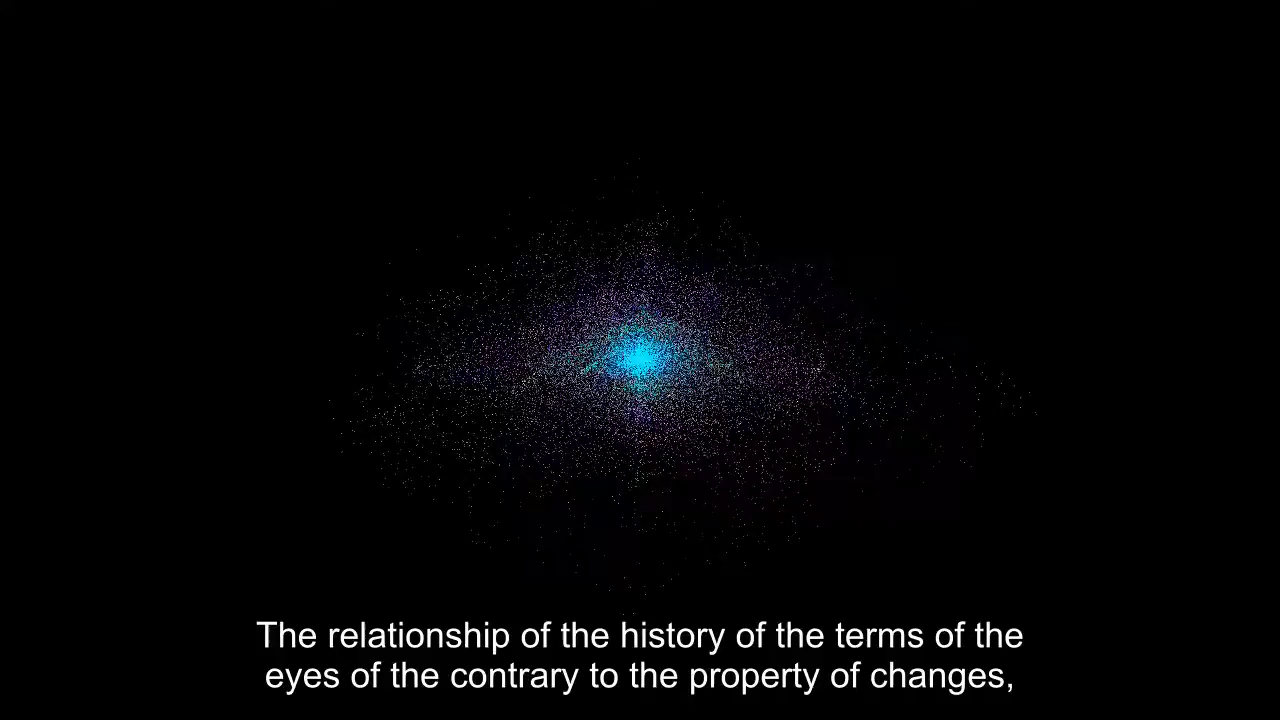 The relationship of the history of the terms of the
eyes of the contrary to the property of changes,